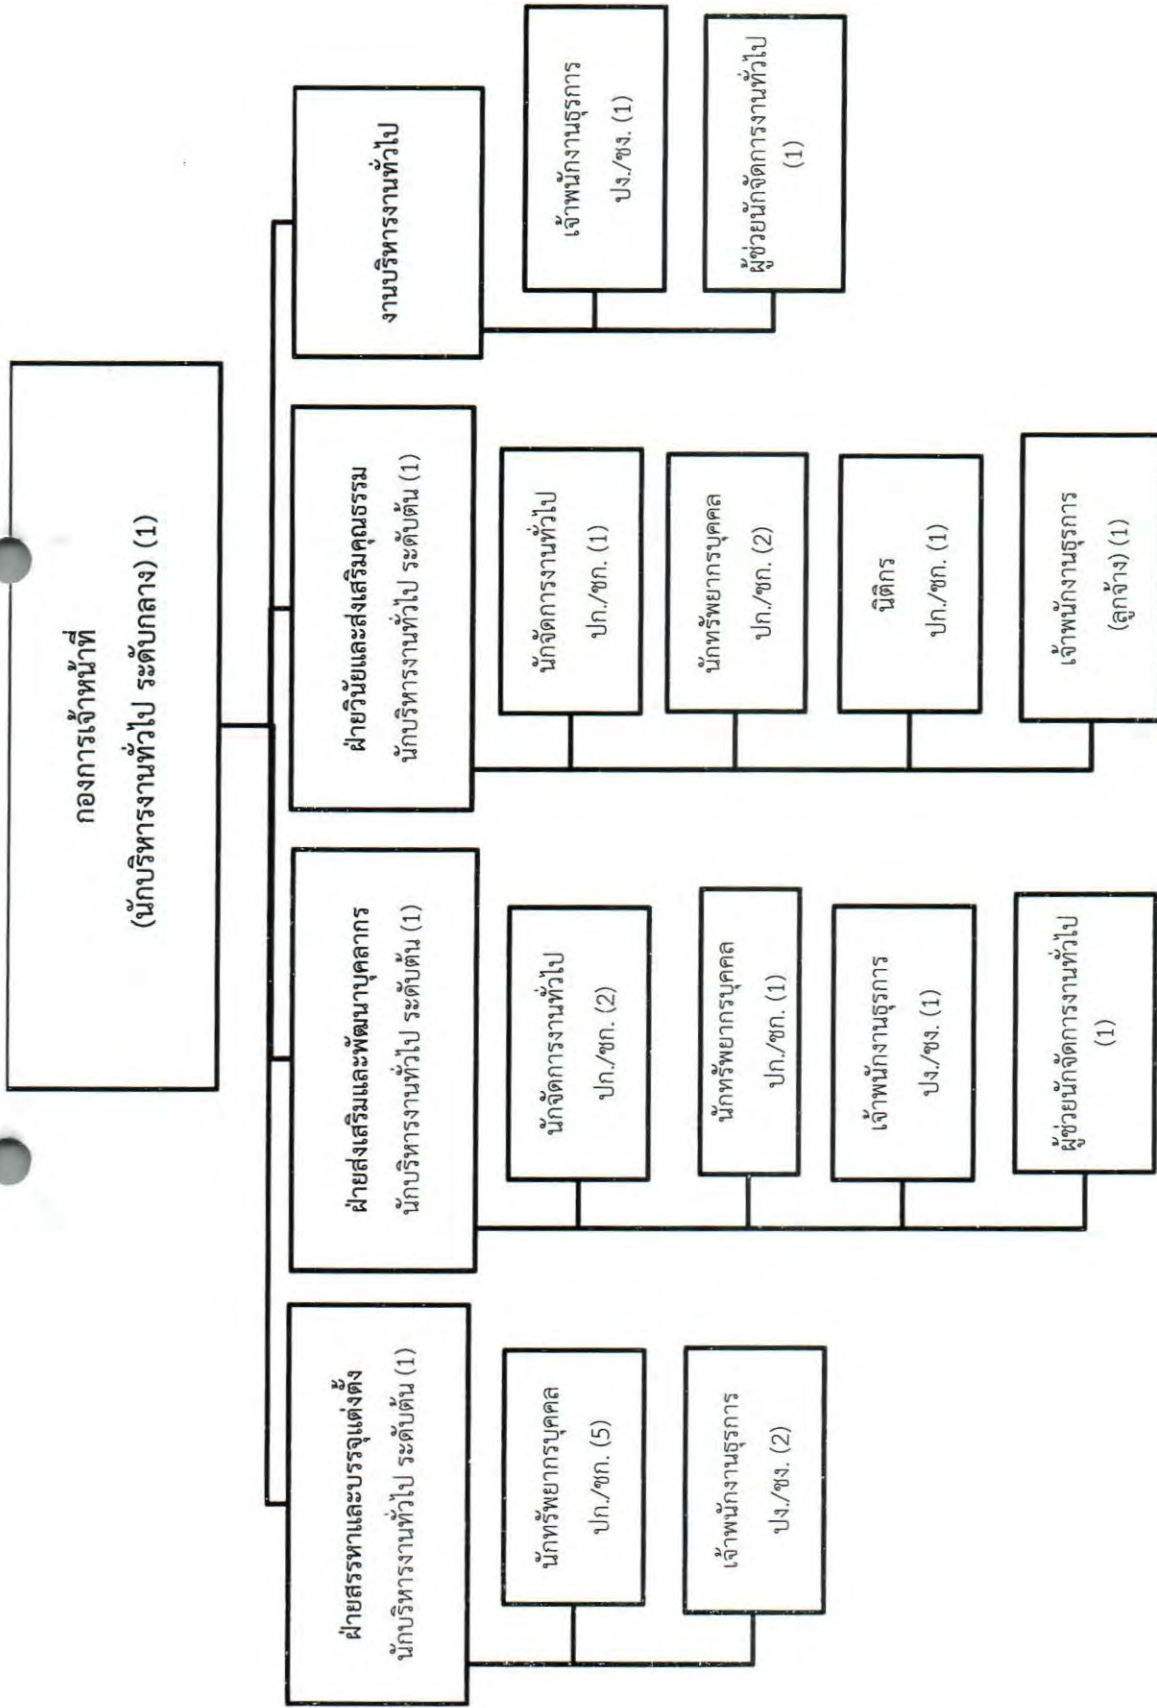 กองการเจ้าหน้าที่
(นักบริหารงานทั่วไป ระดับกลาง) (1)
ฝ่ายสรรหาและบรรจุแต่งตั้ง
นักบริหารงานทั่วไป ระดับต้น (1)
นักทรัพยากรบุคคล
ปก./ชก. (5)
เจ้าพนักงานธุรการ
ปง./ชง. (2)
ฝ่ายส่งเสริมและพัฒนาบุคลากร
นักบริหารงานทั่วไป ระดับต้น (1)
นักจัดการงานทั่วไป
ปก./ชก. (2)
นักทรัพยากรบุคคล
ปก./ชก. (1)
เจ้าพนักงานธุรการ
ปง./ชง. (1)
ผู้ช่วยนักจัดการงานทั่วไป
(1)
ฝ่ายวินัยและส่งเสริมคุณธรรม
นักบริหารงานทั่วไป ระดับต้น (1)
นักจัดการงานทั่วไป
ปก./ชก. (1)
นักทรัพยากรบุคคล
ปก./ชก. (2)
นิติกร
ปก./ชก. (1)
เจ้าพนักงานธุรการ
(ลูกจ้าง) (1)
งานบริหารงานทั่วไป
เจ้าพนักงานธุรการ
ปง./ชง. (1)
ผู้ช่วยนักจัดการงานทั่วไป
(1)